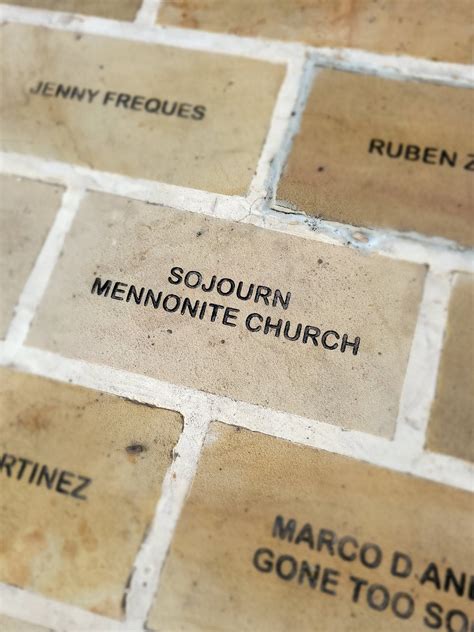 JENNY FREQUES
RUBEN Z
SOJOURN
MENNONITE CHURCH
RTINEZ
MARCO D AN
GONE TOO SO